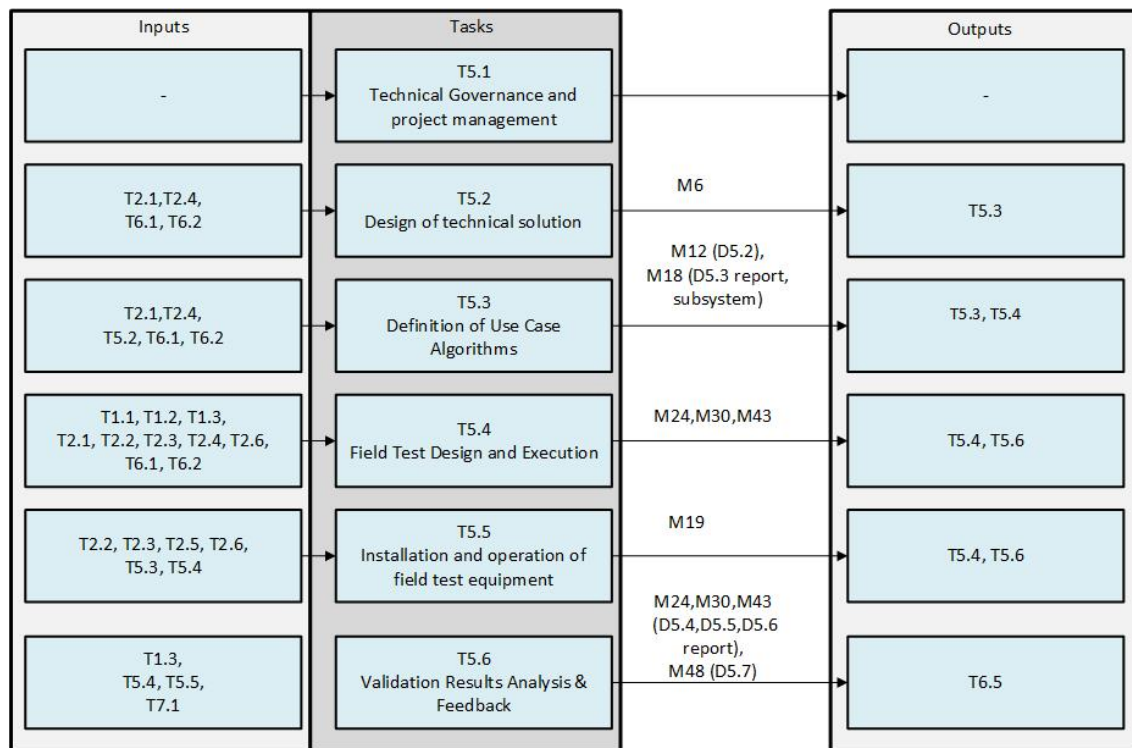 Inputs
Tasks
Outputs
-
T5.1
Technical Governance and
project management
-
T2.1,T2.4,
T6.1, T6.2
T5.2
Design of technical solution
M6
T5.3
T2.1,T2.4,
T5.2, T6.1, T6.2
T5.3
Definition of Use Case
Algorithms
M12 (D5.2),
M18 (D5.3 report,
subsystem)
T5.3, T5.4
T1.1, T1.2, T1.3,
T2.1, T2.2, T2.3, T2.4, T2.6,
T6.1, T6.2
T5.4
Field Test Design and Execution
M24,M30,M43
T5.4, T5.6
T2.2, T2.3, T2.5, T2.6,
T5.3, T5.4
T5.5
Installation and operation of
field test equipment
M19
T5.4, T5.6
T1.3,
T5.4, T5.5,
T7.1
T5.6
Validation Results Analysis &
Feedback
M24,M30,M43
(D5.4,D5.5,D5.6
report),
M48 (D5.7)
T6.5